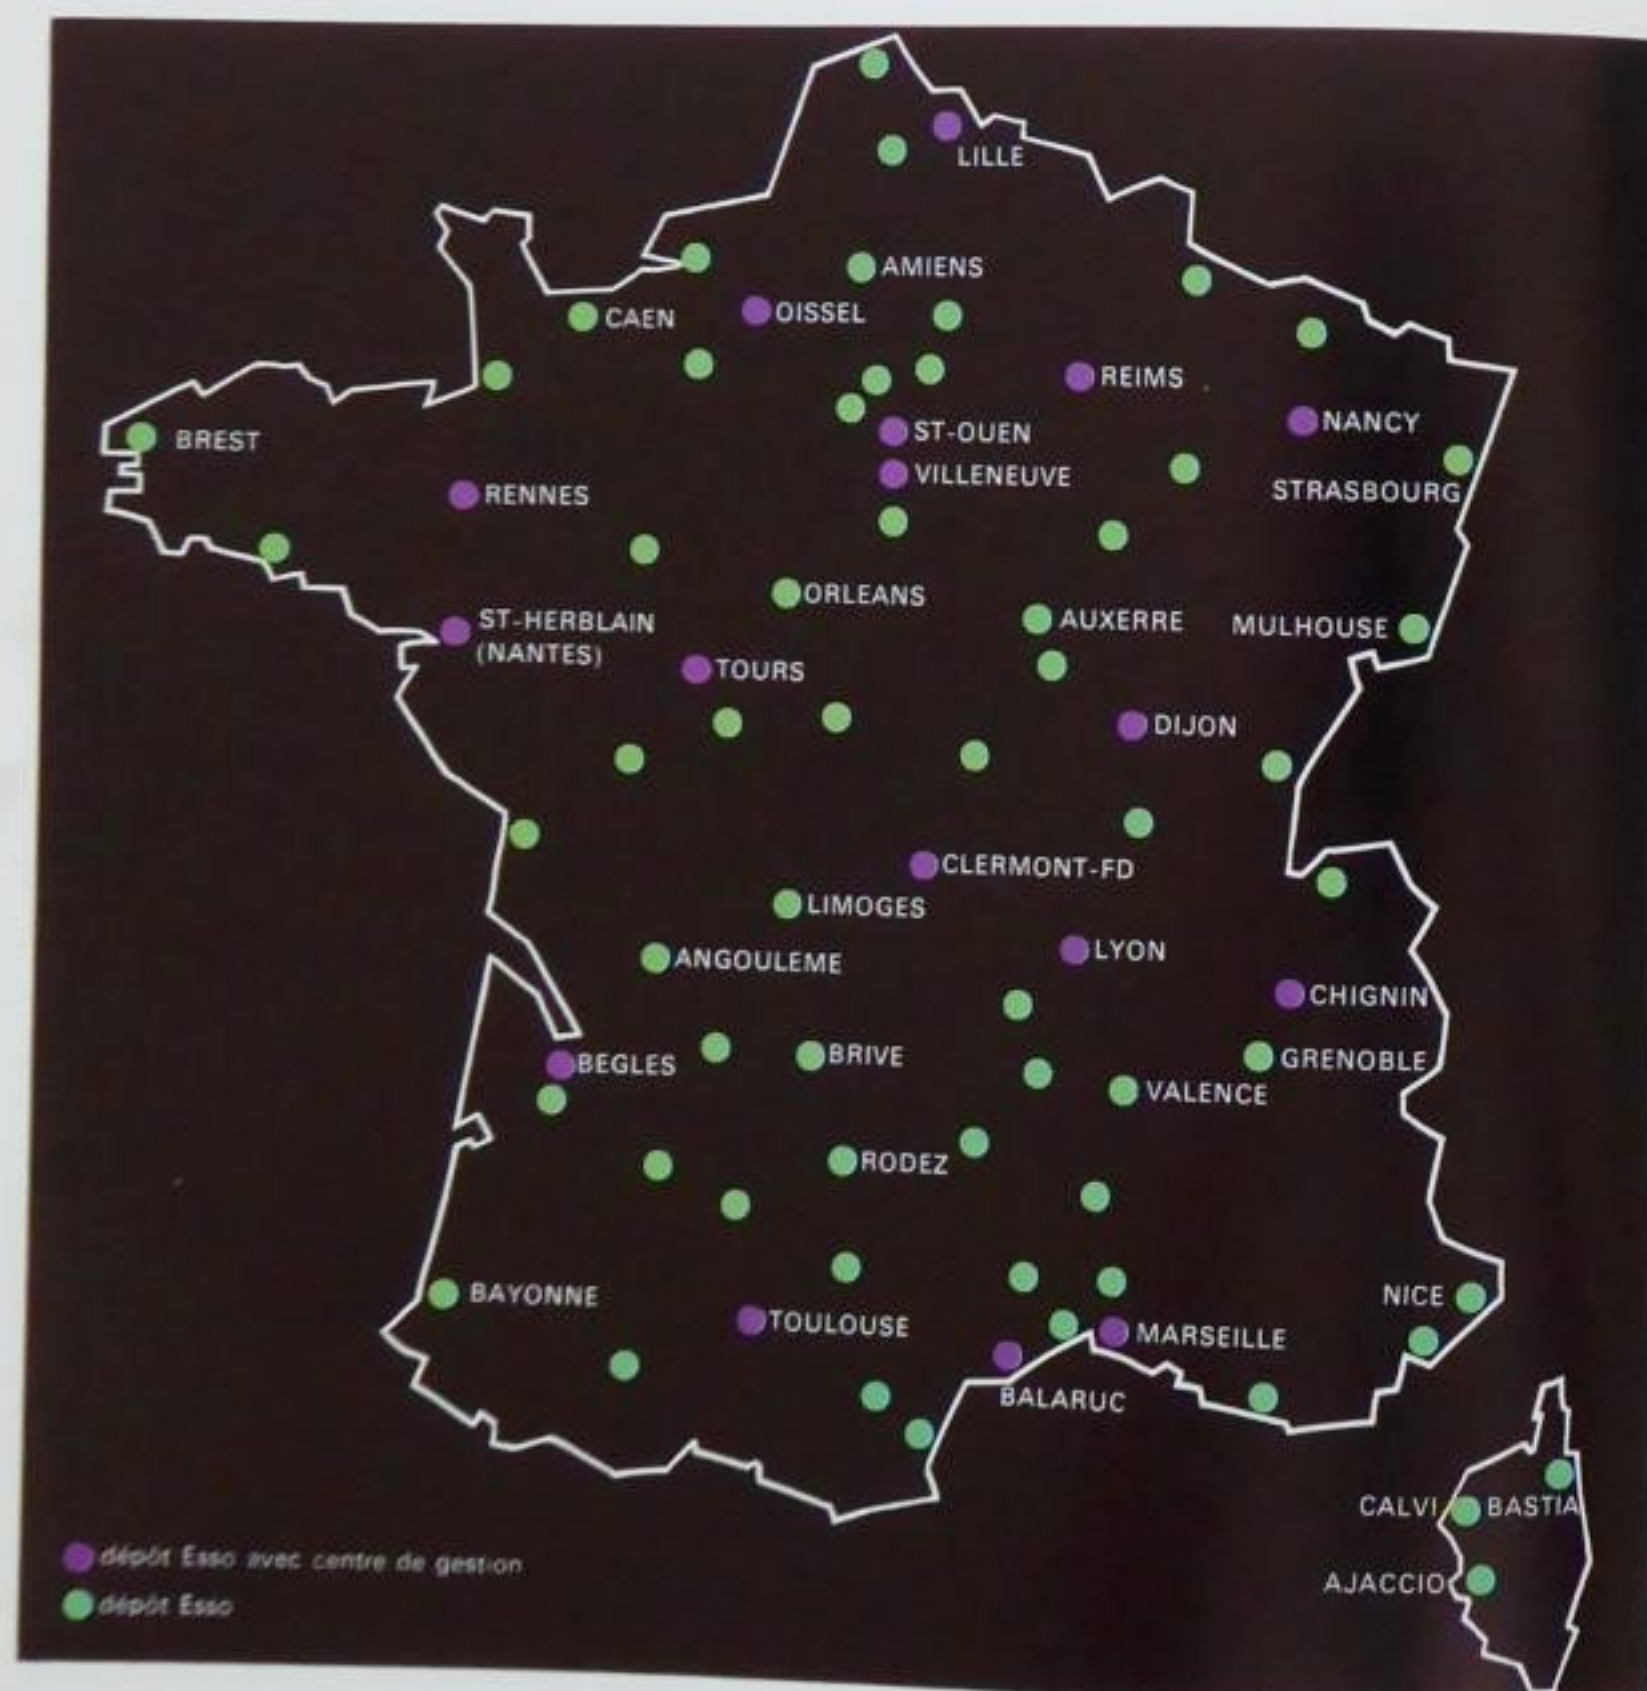 LILLE
AMIENS
OISSEL
CAEN
REIMS
NANCY
ST-OUEN
BREST
VILLENEUVE
STRASBOURG
RENNES
ORLEANS
ST-HERBLAIN
(NANTES)
AUXERRE
MULHOUSE
TOURS
DIJON
CLERMONT-FD
LIMOGES
LYON
ANGOULEME
CHIGNIN
BRIVE
GRENOBLE
BEGLES
VALENCE
RODEZ
BAYONNE
NICE
TOULOUSE
MARSEILLE
BALARUC
CALVI
BASTIA
AJACCIO
dépôt Esso avec centre de gestion
dépôt Esso